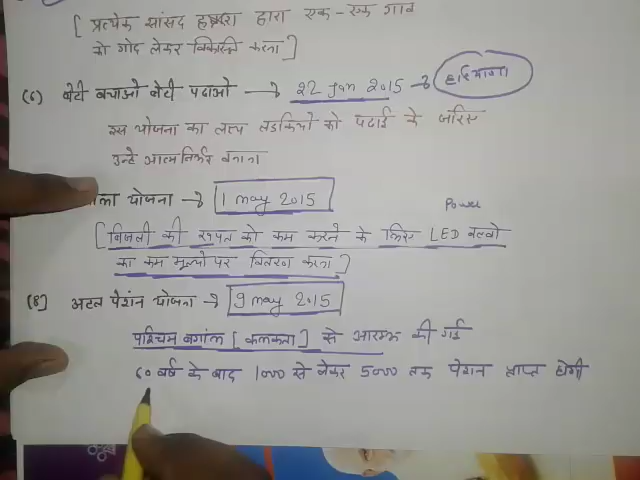 [ प्रत्येक सांसद द्वारा एक-एक गाव
को गोद लेकर विकसित करना ]
(6) बेटी बचाओ बेटी पढाओ → 22 Jan 2015 → हरियाणा
इस योजना का लक्ष्य लडकियों को पढाई के जरिए
उन्हे आत्मनिर्भर बनाना
योजना → 1 may 2015
Power
[ बिजली की खपत को कम करने के लिए LED बल्बो
का कम मूल्यो पर वितरण करना ]
(8) अटल पेंशन योजना → 9 may 2015
पश्चिम बगांल [ कलकत्ता ] से आरम्भ की गई
60 वर्ष के बाद 1000 से लेकर 5000 तक पेंशन प्राप्त होगी